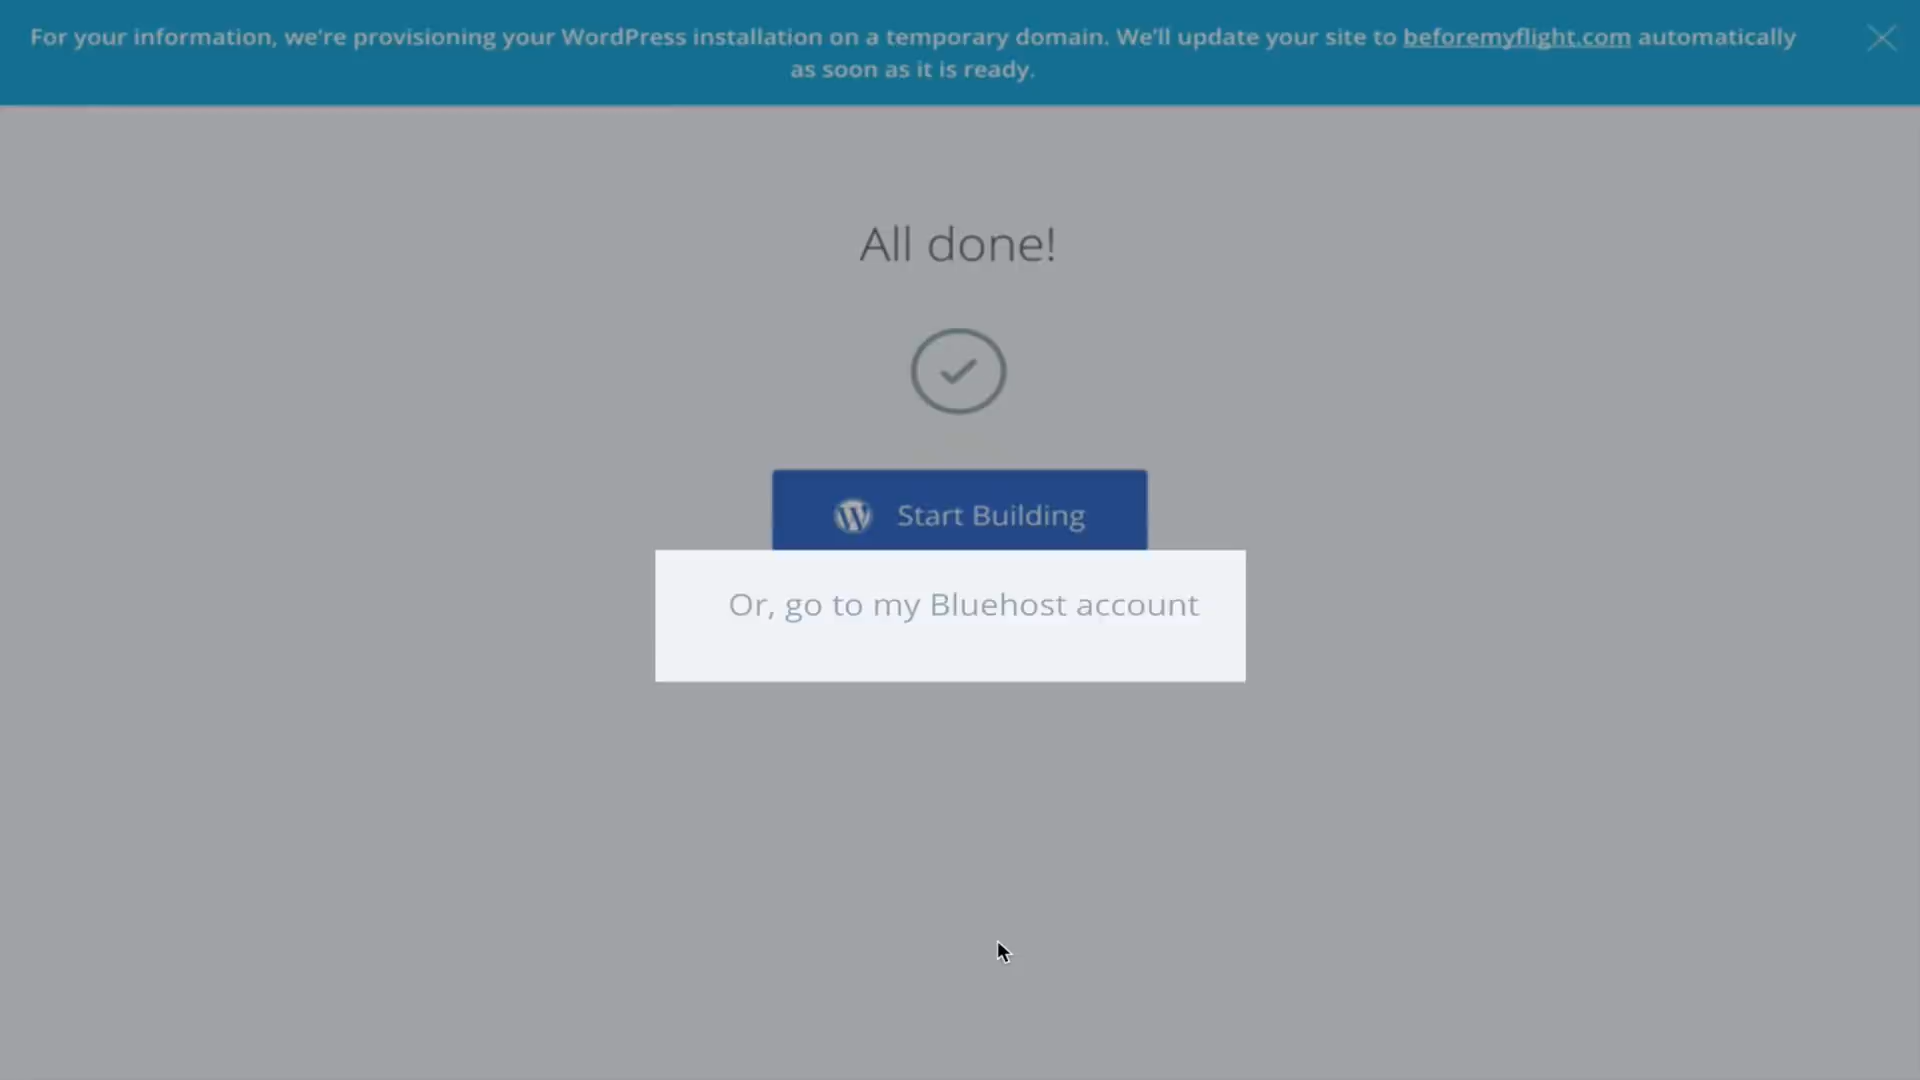 For your information, we're provisioning your WordPress installation on a temporary domain. We'll update your site to beforemyflight.com automatically
as soon as it is ready.
All done!
Start Building
Or, go to my Bluehost account